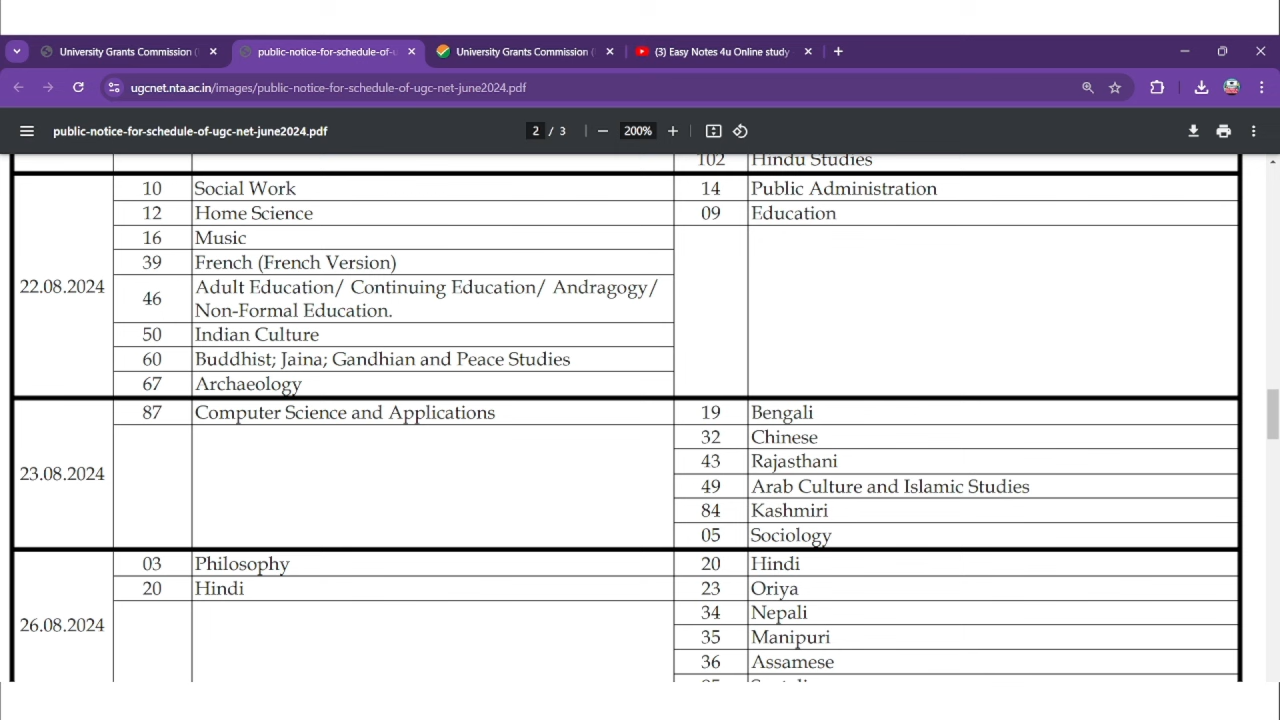 University Grants Commission (
public-notice-for-schedule-of-u
University Grants Commission (
(3) Easy Notes 4u Online study
ugcnet.nta.ac.in/images/public-notice-for-schedule-of-ugc-net-june2024.pdf
public-notice-for-schedule-of-ugc-net-june2024.pdf
2 / 3
200%
102 Hindu Studies
22.08.2024
10 Social Work
12 Home Science
16 Music
39 French (French Version)
46 Adult Education/ Continuing Education/ Andragogy/
Non-Formal Education.
50 Indian Culture
60 Buddhist; Jaina; Gandhian and Peace Studies
67 Archaeology
14 Public Administration
09 Education
23.08.2024
87 Computer Science and Applications
19 Bengali
32 Chinese
43 Rajasthani
49 Arab Culture and Islamic Studies
84 Kashmiri
05 Sociology
26.08.2024
03 Philosophy
20 Hindi
20 Hindi
23 Oriya
34 Nepali
35 Manipuri
36 Assamese